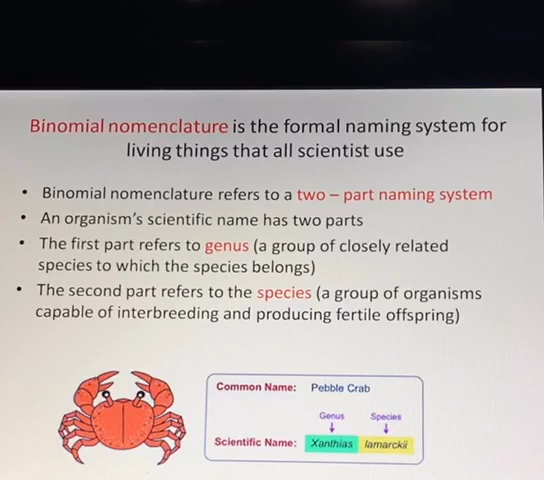 Binomial nomenclature is the formal naming system for
living things that all scientist use
• Binomial nomenclature refers to a two – part naming system
• An organism's scientific name has two parts
• The first part refers to genus (a group of closely related
species to which the species belongs)
• The second part refers to the species (a group of organisms
capable of interbreeding and producing fertile offspring)
Common Name: Pebble Crab
Genus Species
Scientific Name: Xanthias lamarckii